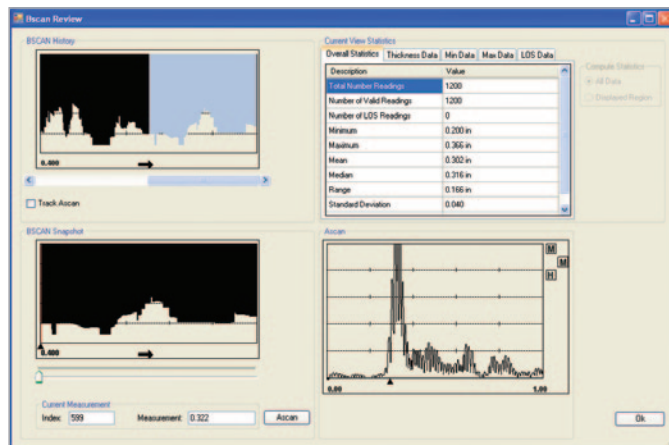 Bscan Review
BSCAN History
0.400
Track Ascan
Current View Statistics
Overall Statistics Thickness Data Min Data Max Data LOS Data
Description Value
Total Number Readings 1200
Number of Valid Readings 1200
Number of LOS Readings 0
Minimum 0.200 in
Maximum 0.366 in
Mean 0.302 in
Median 0.316 in
Range 0.166 in
Standard Deviation 0.040
Compute Statistics
All Data
Displayed Region
BSCAN Snapshot
0.400
Current Measurement
Index: 599 Measurement: 0.322 Ascan
Ascan
M
M
H
0.00 1.00
Ok